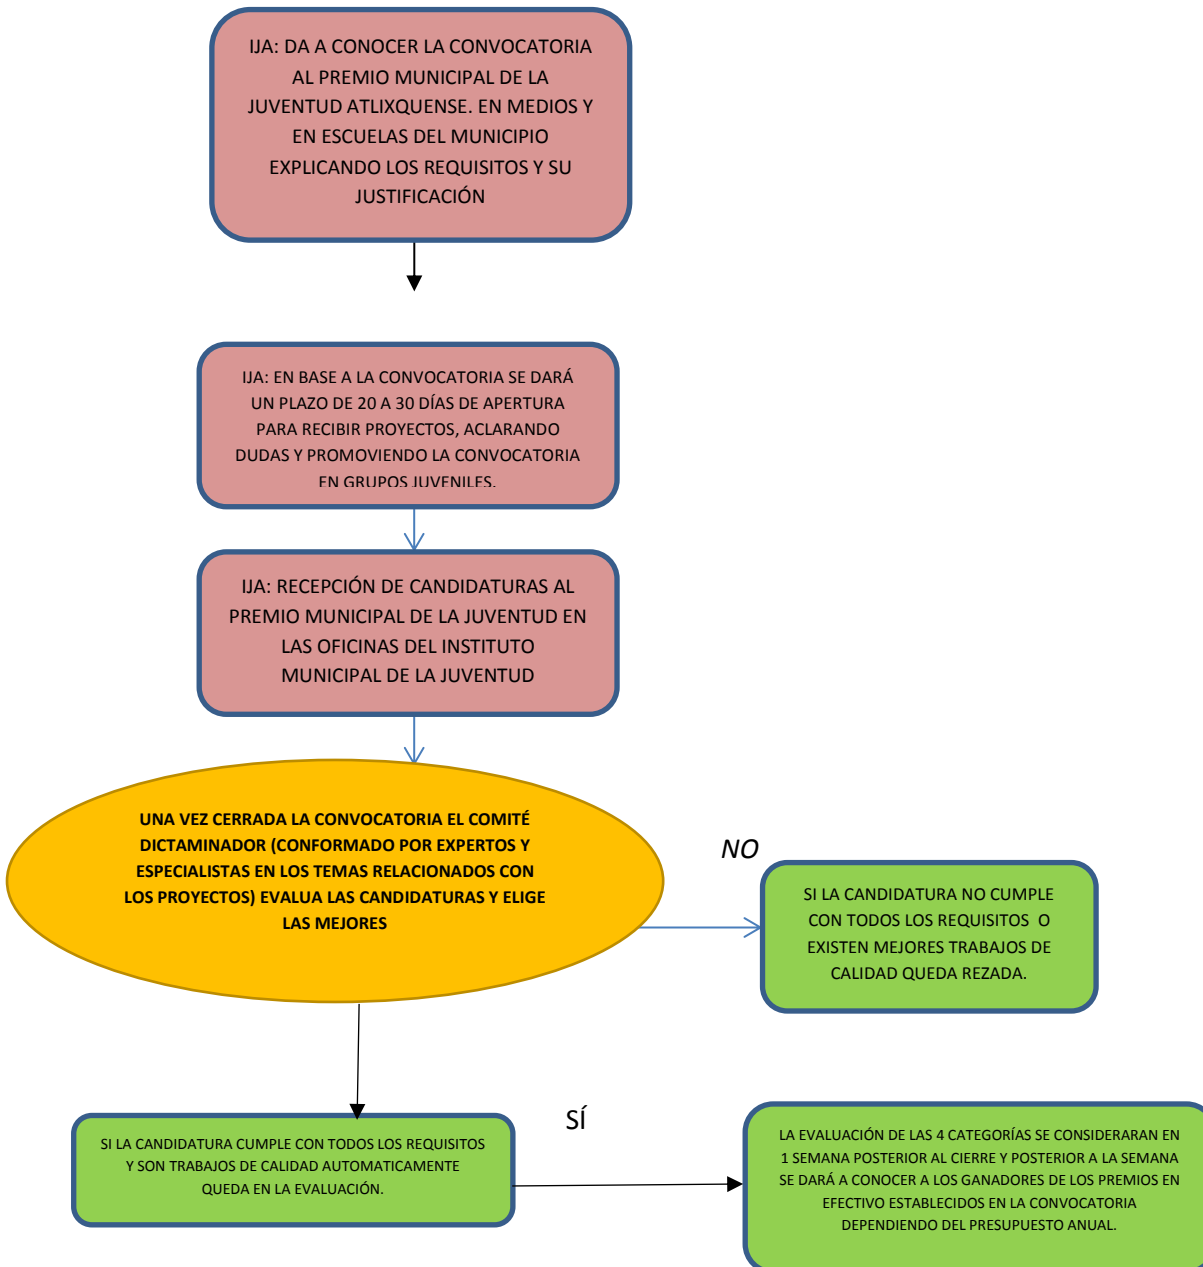 IJA: DA A CONOCER LA CONVOCATORIA
AL PREMIO MUNICIPAL DE LA
JUVENTUD ATLIXQUENSE. EN MEDIOS Y
EN ESCUELAS DEL MUNICIPIO
EXPLICANDO LOS REQUISITOS Y SU
JUSTIFICACIÓN
IJA: EN BASE A LA CONVOCATORIA SE DARÁ
UN PLAZO DE 20 A 30 DÍAS DE APERTURA
PARA RECIBIR PROYECTOS, ACLARANDO
DUDAS Y PROMOVIENDO LA CONVOCATORIA
EN GRUPOS JUVENILES.
IJA: RECEPCIÓN DE CANDIDATURAS AL
PREMIO MUNICIPAL DE LA JUVENTUD EN
LAS OFICINAS DEL INSTITUTO
MUNICIPAL DE LA JUVENTUD
UNA VEZ CERRADA LA CONVOCATORIA EL COMITÉ
DICTAMINADOR (CONFORMADO POR EXPERTOS Y
ESPECIALISTAS EN LOS TEMAS RELACIONADOS CON
LOS PROYECTOS) EVALUA LAS CANDIDATURAS Y ELIGE
LAS MEJORES
NO
SI LA CANDIDATURA NO CUMPLE
CON TODOS LOS REQUISITOS O
EXISTEN MEJORES TRABAJOS DE
CALIDAD QUEDA REZADA.
SI LA CANDIDATURA CUMPLE CON TODOS LOS REQUISITOS
Y SON TRABAJOS DE CALIDAD AUTOMATICAMENTE
QUEDA EN LA EVALUACIÓN.
SÍ
LA EVALUACIÓN DE LAS 4 CATEGORÍAS SE CONSIDERARAN EN
1 SEMANA POSTERIOR AL CIERRE Y POSTERIOR A LA SEMANA
SE DARÁ A CONOCER A LOS GANADORES DE LOS PREMIOS EN
EFECTIVO ESTABLECIDOS EN LA CONVOCATORIA
DEPENDIENDO DEL PRESUPUESTO ANUAL.